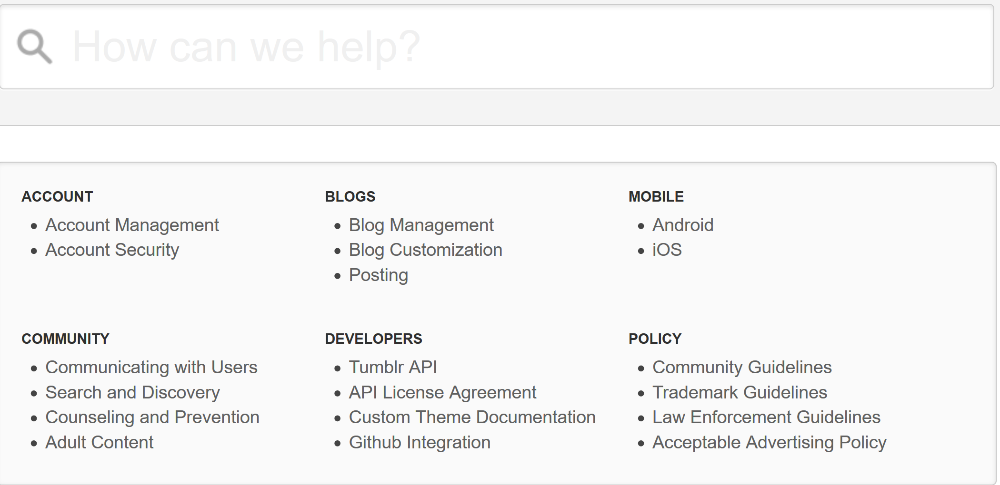 How can we help?
ACCOUNT
Account Management
Account Security
BLOGS
Blog Management
Blog Customization
Posting
MOBILE
Android
iOS
COMMUNITY
Communicating with Users
Search and Discovery
Counseling and Prevention
Adult Content
DEVELOPERS
Tumblr API
API License Agreement
Custom Theme Documentation
Github Integration
POLICY
Community Guidelines
Trademark Guidelines
Law Enforcement Guidelines
Acceptable Advertising Policy